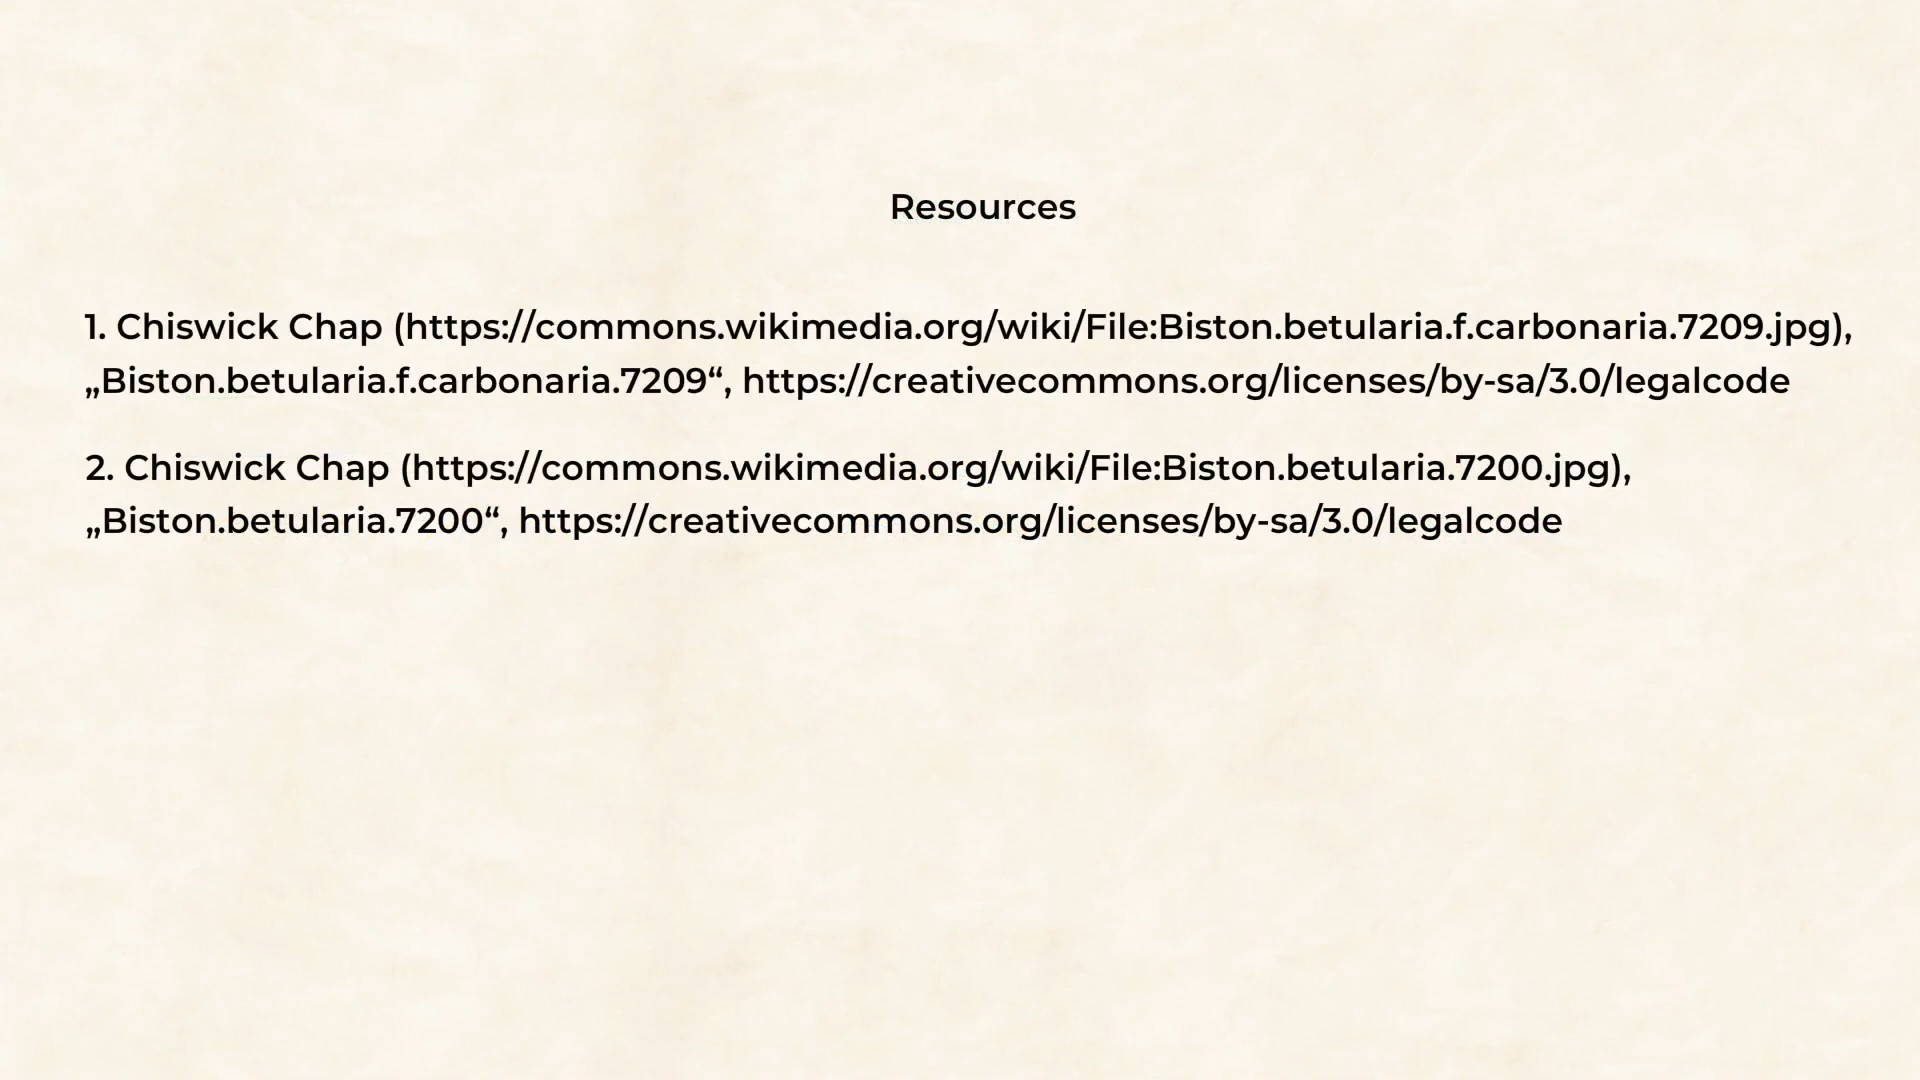 Resources
1. Chiswick Chap (https://commons.wikimedia.org/wiki/File:Biston.betularia.f.carbonaria.7209.jpg),
„Biston.betularia.f.carbonaria.7209“, https://creativecommons.org/licenses/by-sa/3.0/legalcode
2. Chiswick Chap (https://commons.wikimedia.org/wiki/File:Biston.betularia.7200.jpg),
„Biston.betularia.7200“, https://creativecommons.org/licenses/by-sa/3.0/legalcode